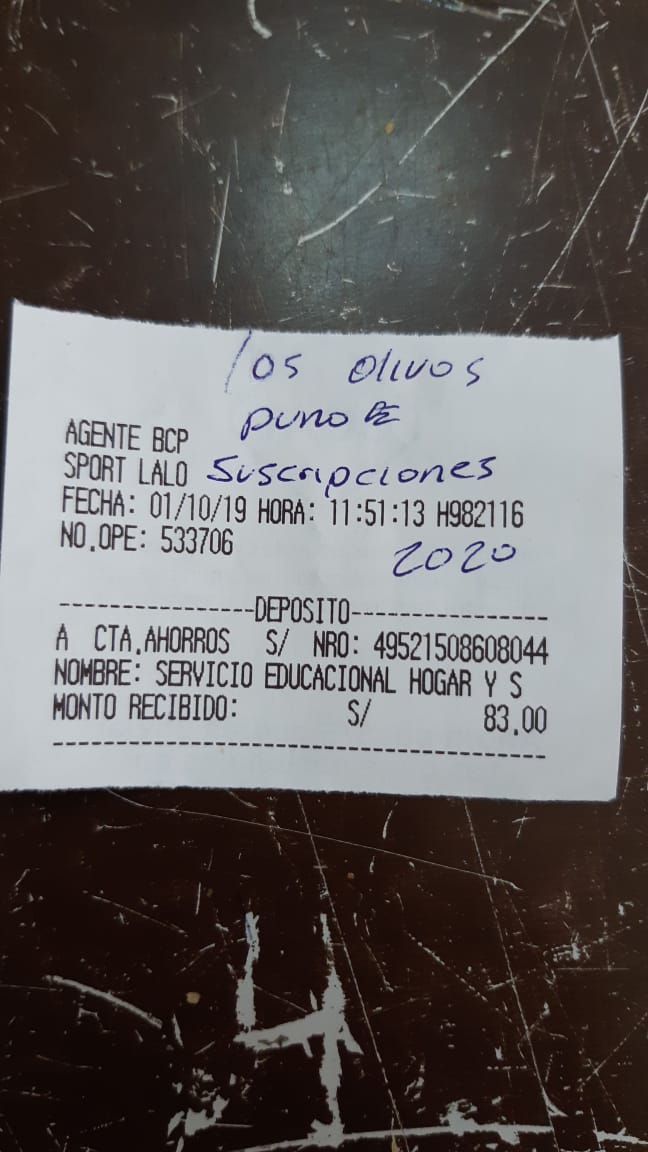 los olivos
puno
AGENTE BCP
SPORT LALO suscripciones
FECHA: 01/10/19 HORA: 11:51:13 H982116
NO.OPE: 533706
2020
----------------DEPOSITO----------------
A CTA.AHORROS S/ NRO: 49521508608044
NOMBRE: SERVICIO EDUCACIONAL HOGAR Y S
MONTO RECIBIDO: S/ 83.00
----------------------------------------
4